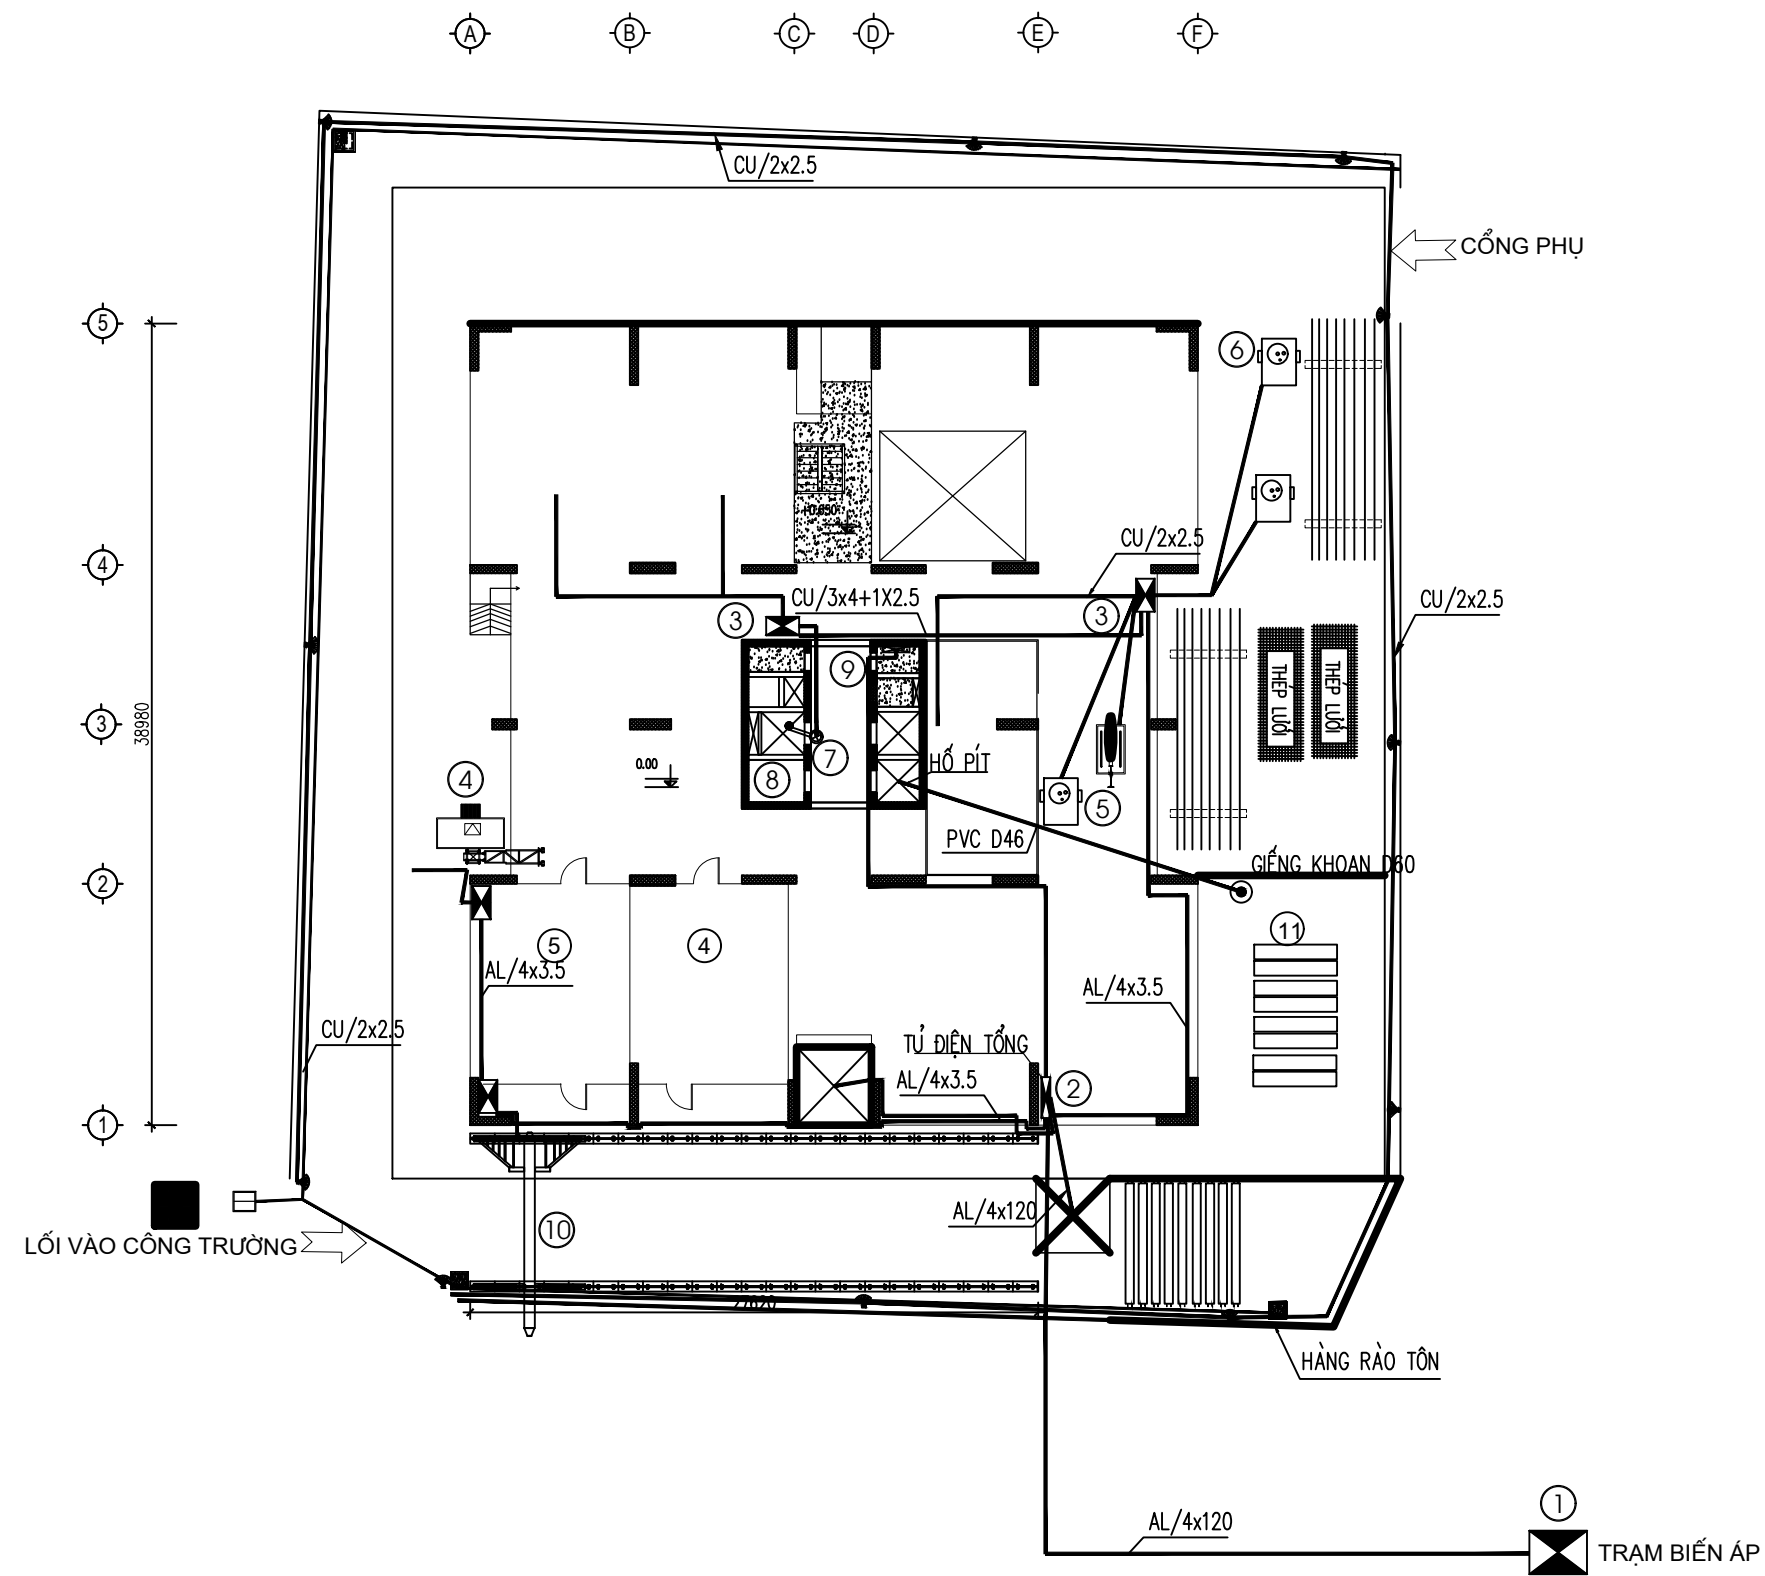 A B C D E F
CU/2x2.5
CỔNG PHỤ
5
6
CU/2x2.5
4
CU/3x4+1X2.5
CU/2x2.5
3
3
9
THÉP LƯỚI
THÉP LƯỚI
3
38980
7
HỐ PÍT
0.00
8
4
5
PVC D46
GIẾNG KHOAN D60
2
11
5
4
AL/4x3.5
AL/4x3.5
CU/2x2.5
TỦ ĐIỆN TỔNG
AL/4x3.5
2
1
AL/4x120
10
LỐI VÀO CÔNG TRƯỜNG
27620
HÀNG RÀO TÔN
1
AL/4x120
TRẠM BIẾN ÁP